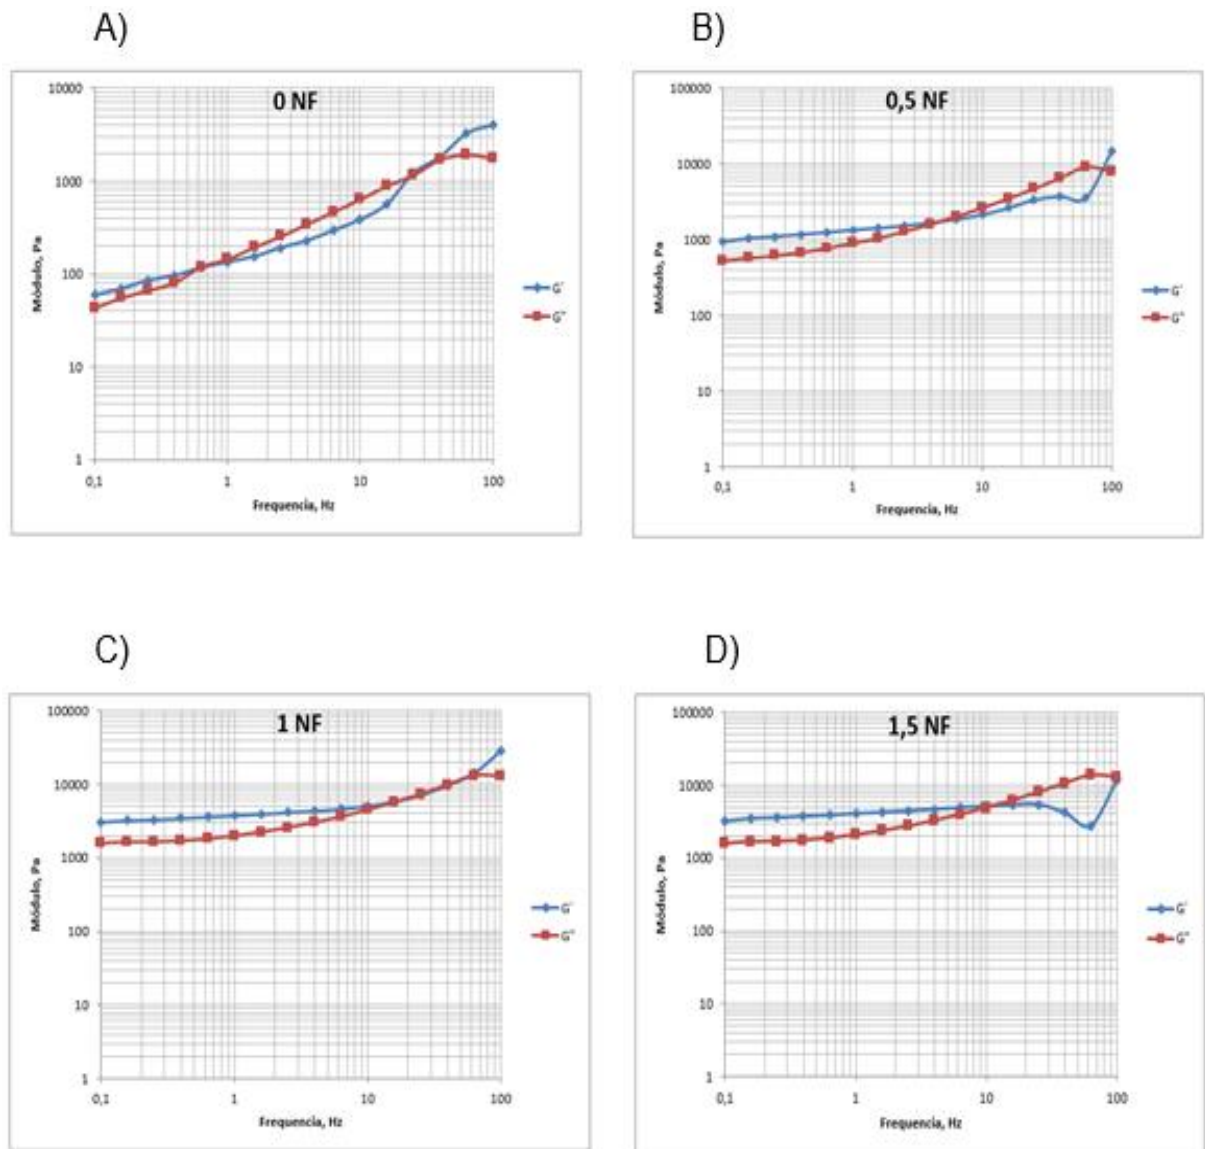 A)
0 NF
10000
1000
100
10
1
Módulo, Pa
0,1
1
10
100
Frequencia, Hz
G'
G"
B)
0,5 NF
100000
10000
1000
100
10
1
Módulo, Pa
0,1
1
10
100
Frequencia, Hz
G'
G"
C)
1 NF
100000
10000
1000
100
10
1
Módulo, Pa
0,1
1
10
100
Frequencia, Hz
G'
G"
D)
1,5 NF
100000
10000
1000
100
10
1
Módulo, Pa
0,1
1
10
100
Frequencia, Hz
G'
G"